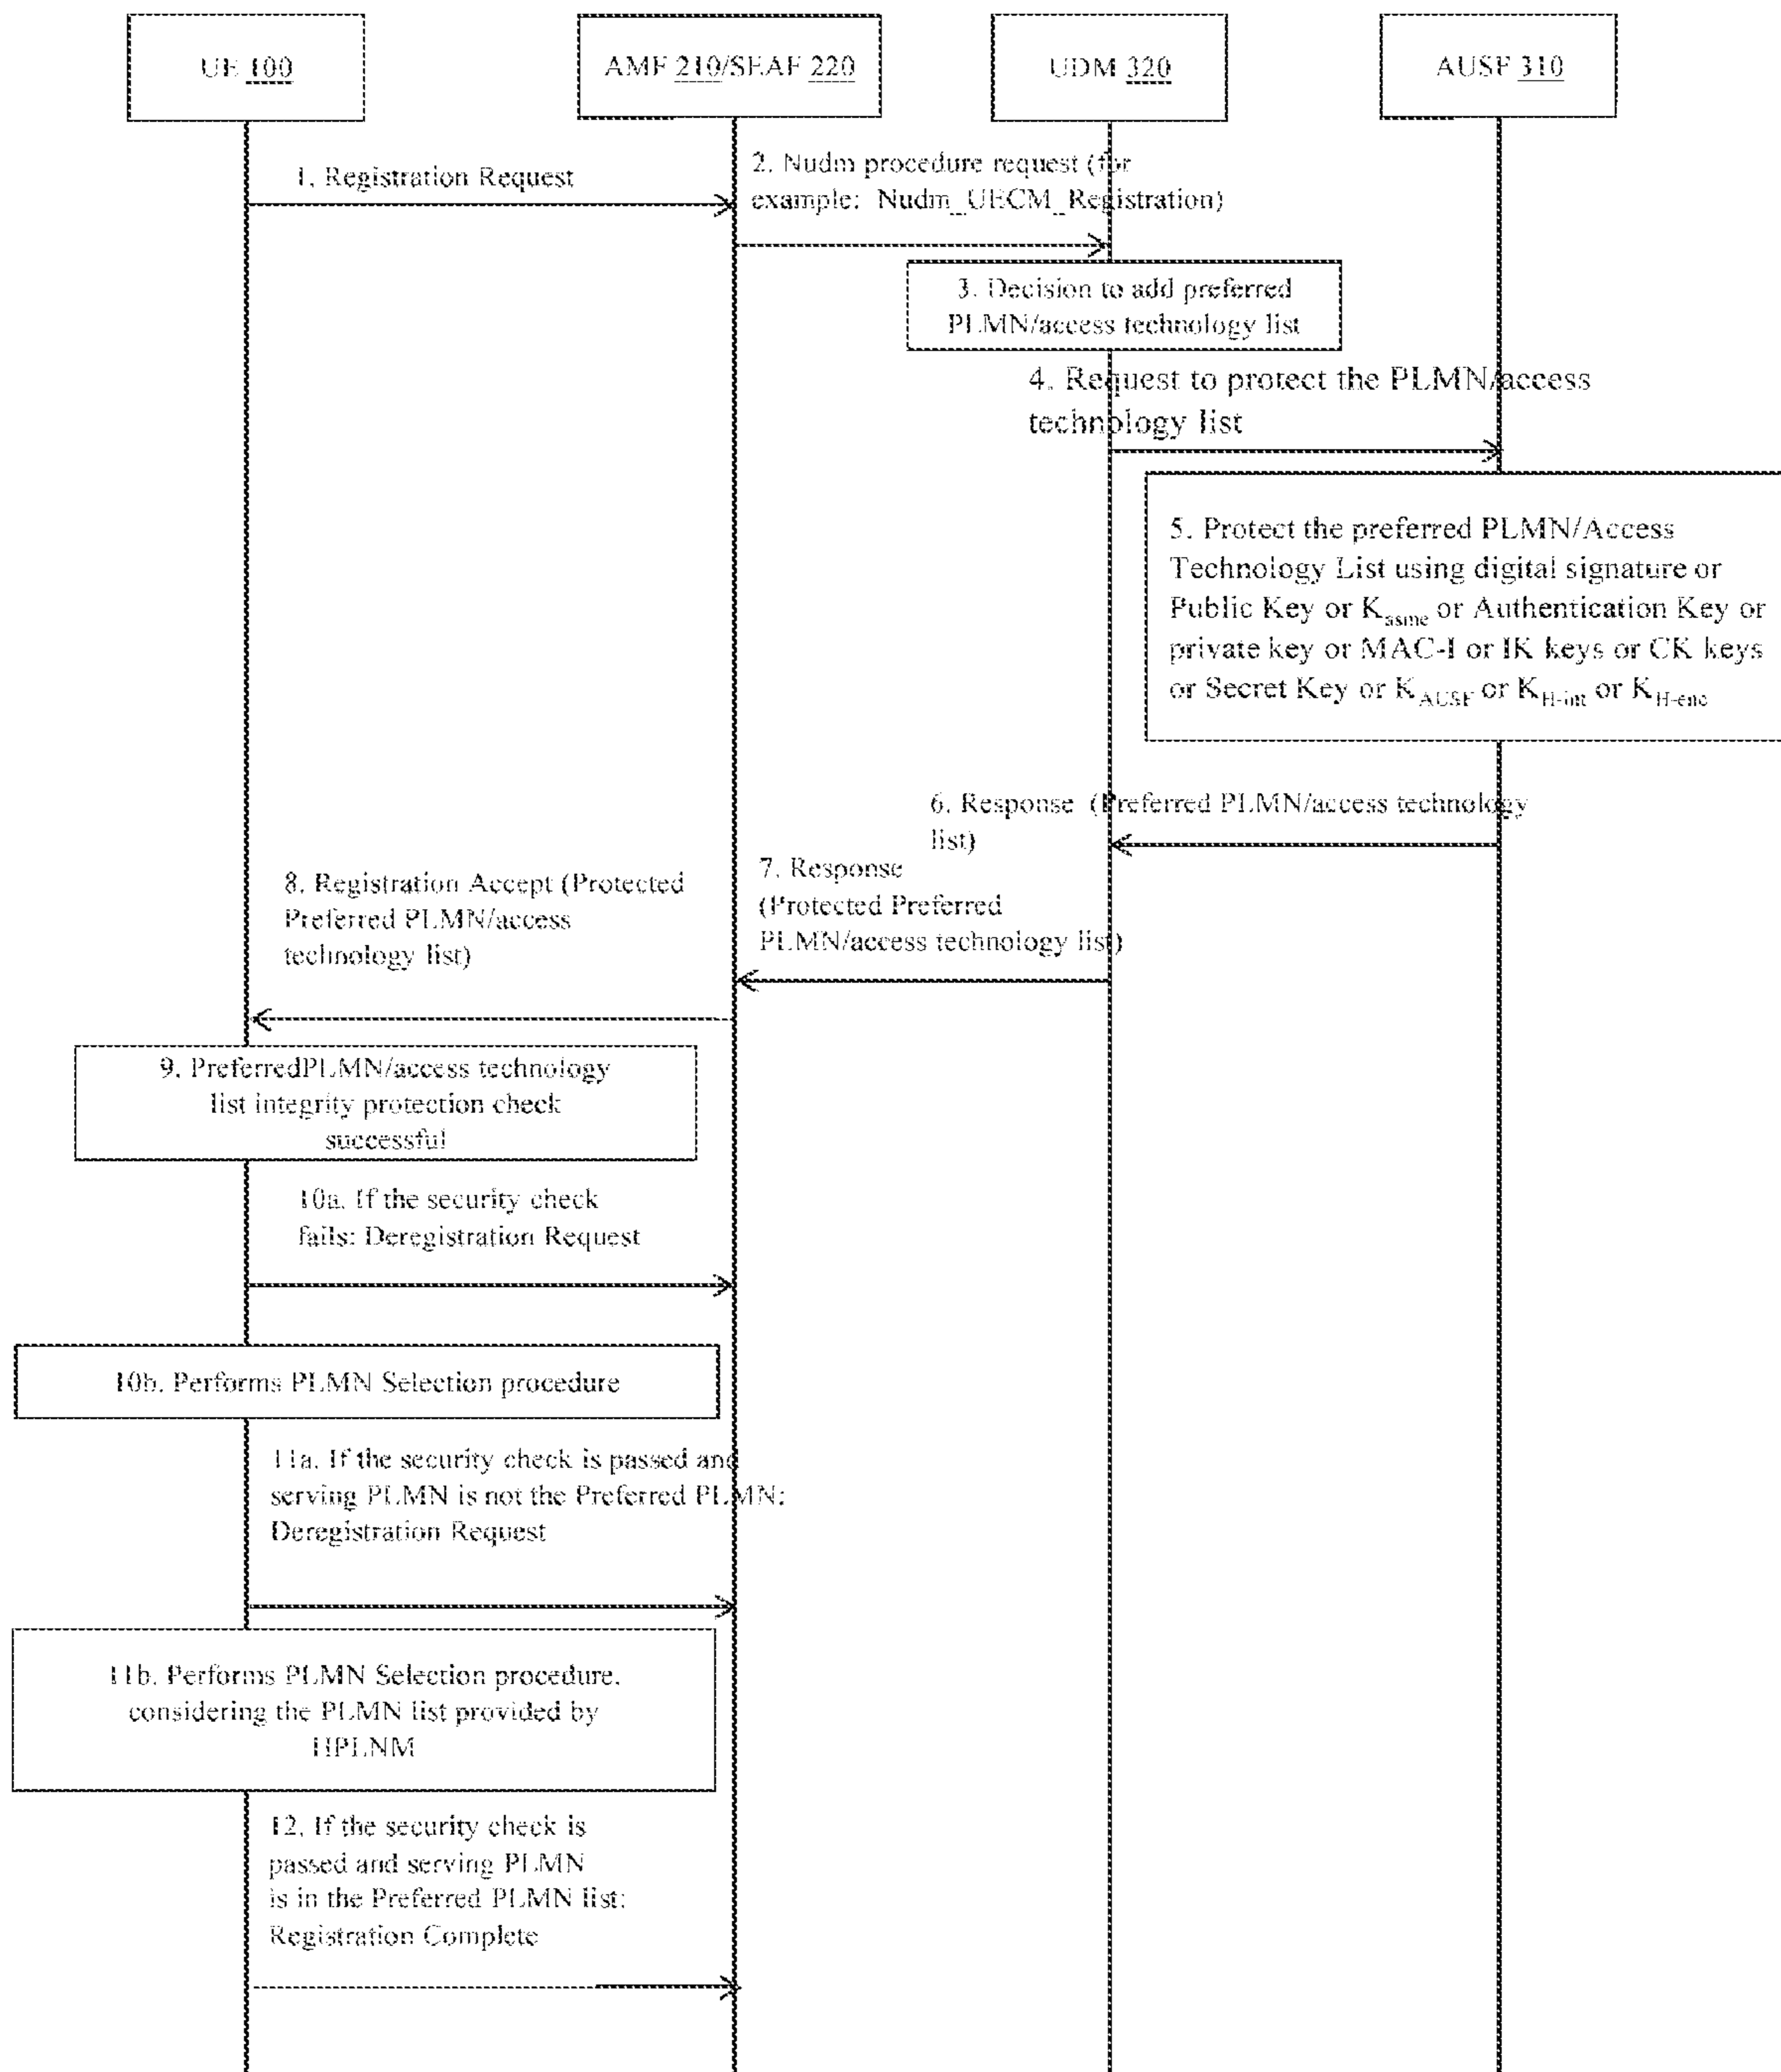 UE 100
AMF 210/SEAF 220
UDM 320
AUSF 310
1. Registration Request
2. Nudm procedure request (for
example: Nudm_UECM_Registration)
3. Decision to add preferred
PLMN/access technology list
4. Request to protect the PLMN/access
technology list
5. Protect the preferred PLMN/Access
Technology List using digital signature or
Public Key or Kasme or Authentication Key or
private key or MAC-I or IK keys or CK keys
or Secret Key or KAUSF or KH-int or KH-enc
6. Response (Preferred PLMN/access technology
list)
7. Response
(Protected Preferred
PLMN/access technology list)
8. Registration Accept (Protected
Preferred PLMN/access
technology list)
9. PreferredPLMN/access technology
list integrity protection check
successful
10a. If the security check
fails: Deregistration Request
10b. Performs PLMN Selection procedure
11a. If the security check is passed and
serving PLMN is not the Preferred PLMN:
Deregistration Request
11b. Performs PLMN Selection procedure,
considering the PLMN list provided by
HPLNM
12. If the security check is
passed and serving PLMN
is in the Preferred PLMN list:
Registration Complete